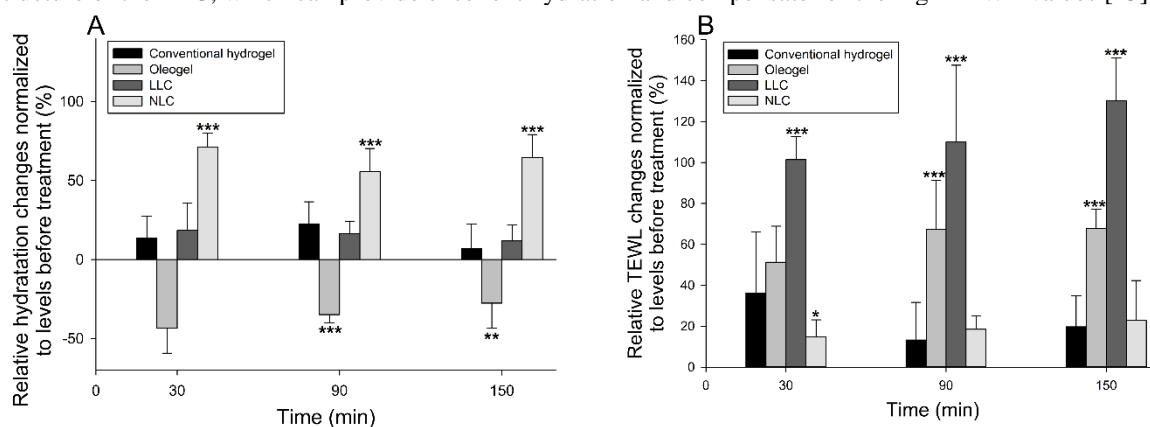 A
Conventional hydrogel
Oleogel
LLC
NLC
Relative hydratation changes normalized
to levels before treatment (%)
100
50
0
-50
***
***
***
***
**
0
30
90
150
Time (min)
B
Conventional hydrogel
Oleogel
LLC
NLC
Relative TEWL changes normalized
to levels before treatment (%)
160
140
120
100
80
60
40
20
0
***
*
***
***
***
***
0
30
90
150
Time (min)